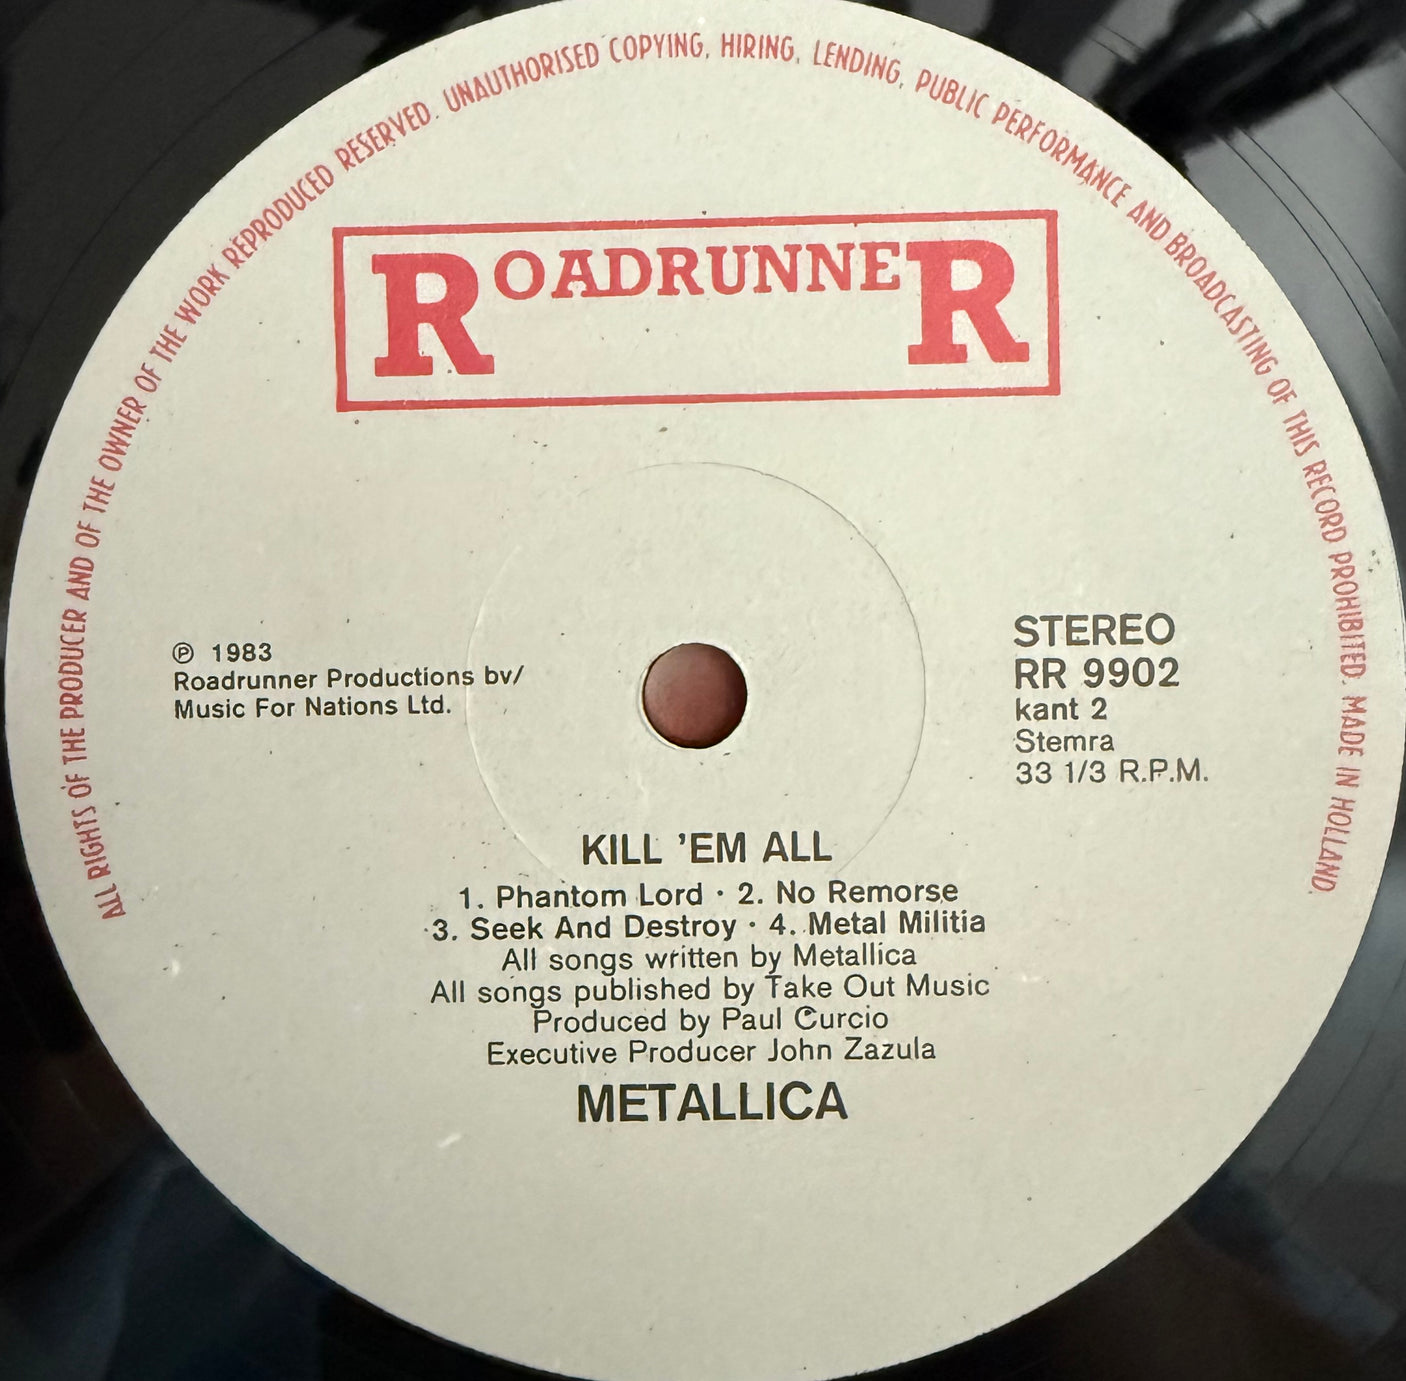 ALL RIGHTS OF THE PRODUCER AND OF THE OWNER OF THE WORK REPRODUCED RESERVED. UNAUTHORISED COPYING, HIRING, LENDING, PUBLIC PERFORMANCE AND BROADCASTING OF THIS RECORD PROHIBITED. MADE IN HOLLAND.
ROADRUNNER
℗ 1983
Roadrunner Productions bv/
Music For Nations Ltd.
STEREO
RR 9902
kant 2
Stemra
33 1/3 R.P.M.
KILL 'EM ALL
1. Phantom Lord · 2. No Remorse
3. Seek And Destroy · 4. Metal Militia
All songs written by Metallica
All songs published by Take Out Music
Produced by Paul Curcio
Executive Producer John Zazula
METALLICA